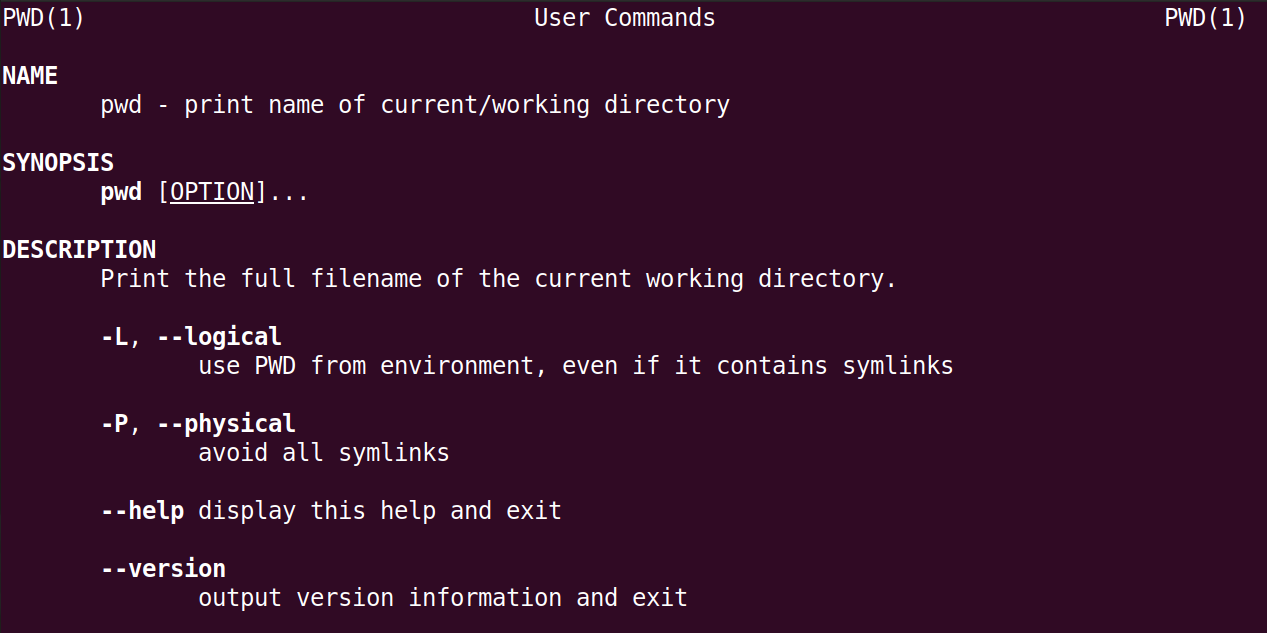 PWD(1) User Commands PWD(1)
NAME
pwd - print name of current/working directory
SYNOPSIS
pwd [OPTION]...
DESCRIPTION
Print the full filename of the current working directory.
-L, --logical
use PWD from environment, even if it contains symlinks
-P, --physical
avoid all symlinks
--help display this help and exit
--version
output version information and exit